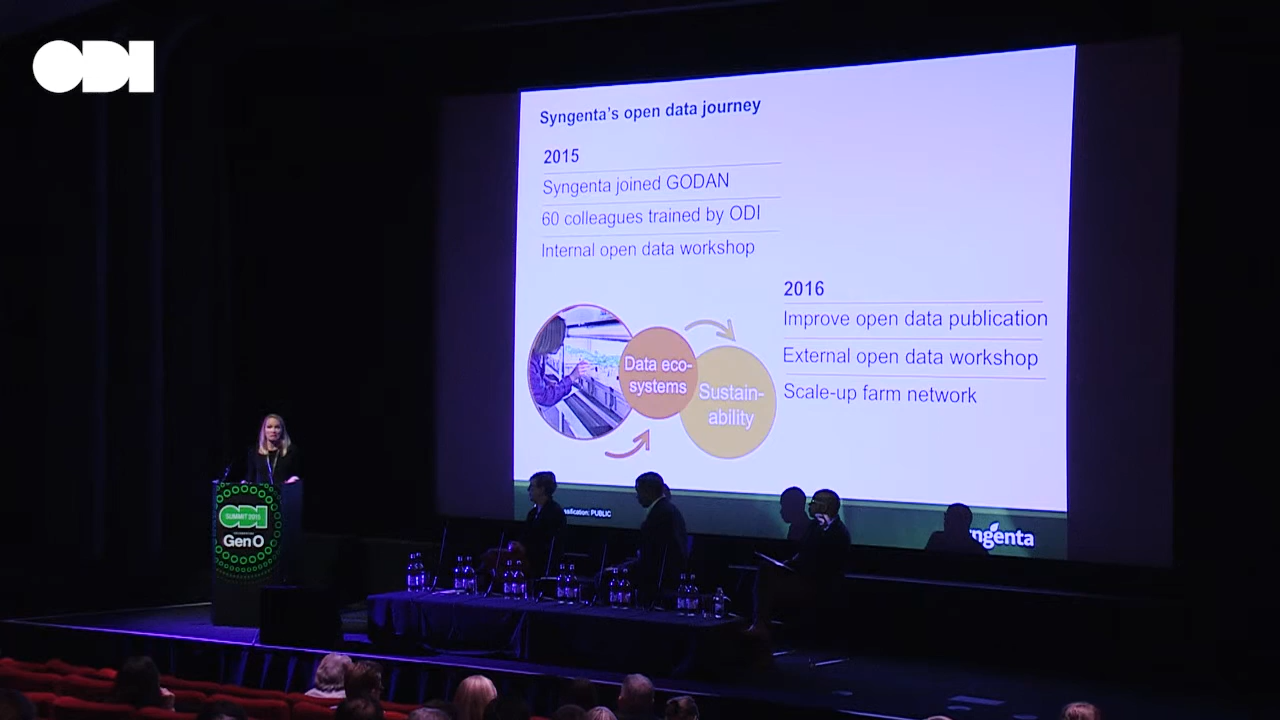 ODI
Syngenta's open data journey
2015
Syngenta joined GODAN
60 colleagues trained by ODI
Internal open data workshop
2016
Improve open data publication
External open data workshop
Scale-up farm network
Data eco-
systems
Sustain-
ability
PUBLIC
ngenta
ODI
SUMMIT 2015
Gen O